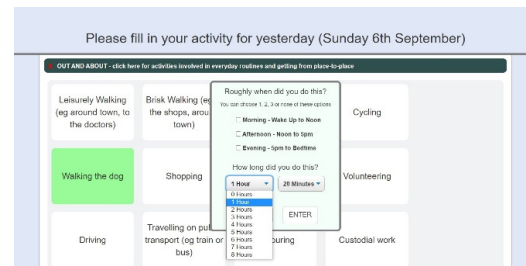 Please fill in your activity for yesterday (Sunday 6th September)
OUT AND ABOUT - click here for activities involved in everyday routines and getting from place-to-place
Leisurely Walking
(eg around town, to
the doctors)
Brisk Walking (eg
the shops, arou
town)
Roughly when did you do this?
You can choose 1, 2, 3 or none of these options
Morning - Wake Up to Noon
Afternoon - Noon to 5pm
Evening - 5pm to Bedtime
How long did you do this?
1 Hour
20 Minutes
0 Hours
1 Hour
2 Hours
3 Hours
4 Hours
5 Hours
6 Hours
7 Hours
8 Hours
ENTER
Cycling
Walking the dog
Shopping
Volunteering
Driving
Travelling on pu
transport (eg train or
bus)
ouring
Custodial work